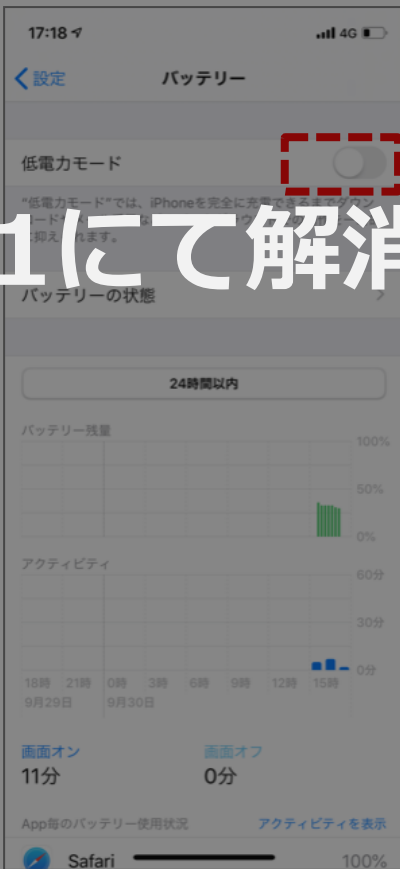 17:18
4G
設定
バッテリー
低電力モード
“低電力モード”では、iPhoneを完全に充電できるまでダウン
抑え
れます。
1にて解消
バッテリーの状態
24時間以内
バッテリー残量
100%
50%
0%
アクティビティ
60分
30分
0分
18時 21時 0時 3時 6時 9時 12時 15時
9月29日 9月30日
画面オン 画面オフ
11分 0分
App毎のバッテリー使用状況 アクティビティを表示
Safari 100%